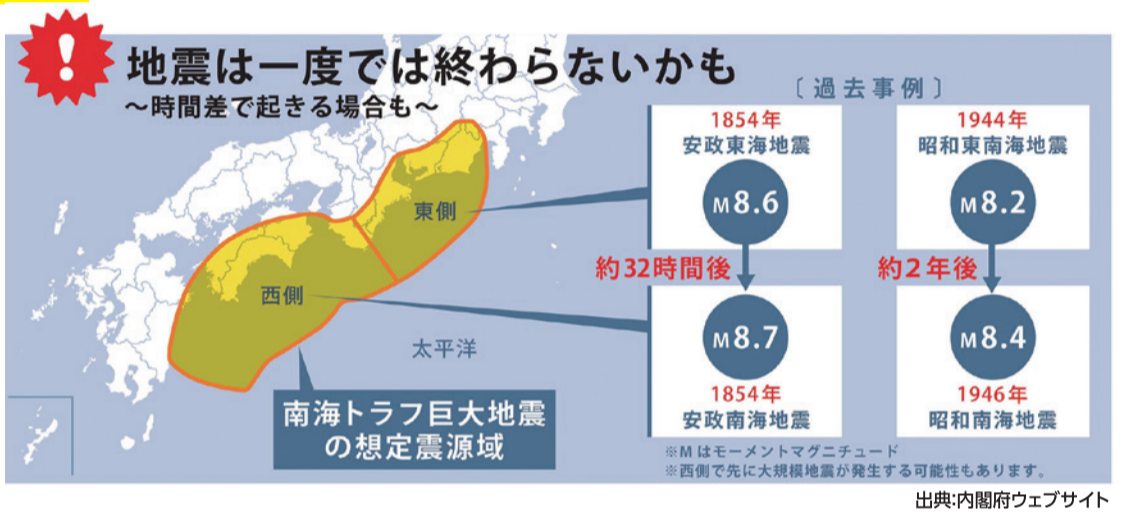 !
地震は一度では終わらないかも
〜時間差で起きる場合も〜
〔過去事例〕
1854年
安政東海地震
M8.6
約32時間後
M8.7
1854年
安政南海地震
1944年
昭和東南海地震
M8.2
約2年後
M8.4
1946年
昭和南海地震
東側
西側
太平洋
南海トラフ巨大地震
の想定震源域
※Mはモーメントマグニチュード
※西側で先に大規模地震が発生する可能性もあります。
出典:内閣府ウェブサイト